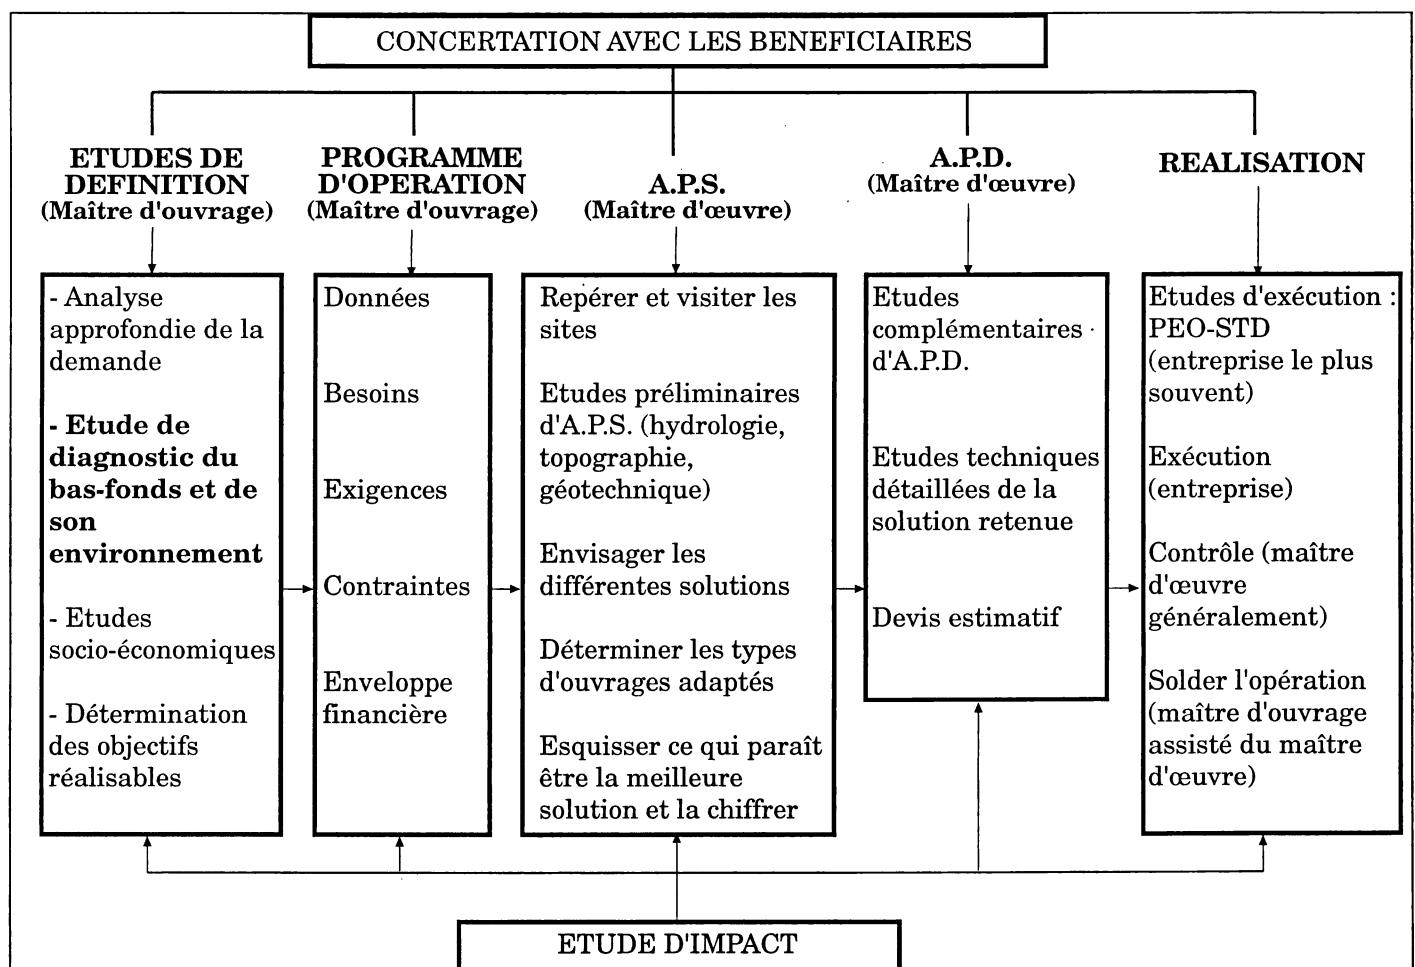 CONCERTATION AVEC LES BENEFICIAIRES
ETUDES DE
DEFINITION
(Maître d'ouvrage)
- Analyse
approfondie de la
demande
- Etude de
diagnostic du
bas-fonds et de
son
environnement
- Etudes
socio-économiques
- Détermination
des objectifs
réalisables
PROGRAMME
D'OPERATION
(Maître d'ouvrage)
Données
Besoins
Exigences
Contraintes
Enveloppe
financière
A.P.S.
(Maître d'œuvre)
Repérer et visiter les
sites
Etudes préliminaires
d'A.P.S. (hydrologie,
topographie,
géotechnique)
Envisager les
différentes solutions
Déterminer les types
d'ouvrages adaptés
Esquisser ce qui paraît
être la meilleure
solution et la chiffrer
A.P.D.
(Maître d'œuvre)
Etudes
complémentaires
d'A.P.D.
Etudes techniques
détaillées de la
solution retenue
Devis estimatif
REALISATION
Etudes d'exécution :
PEO-STD
(entreprise le plus
souvent)
Exécution
(entreprise)
Contrôle (maître
d'œuvre
généralement)
Solder l'opération
(maître d'ouvrage
assisté du maître
d'œuvre)
ETUDE D'IMPACT